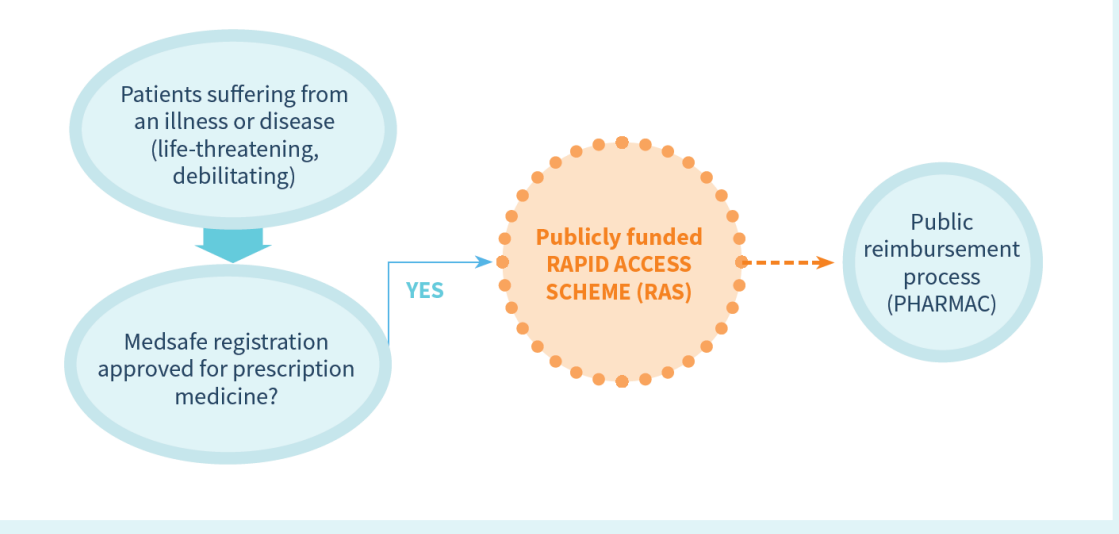 Patients suffering from
an illness or disease
(life-threatening,
debilitating)
Medsafe registration
approved for prescription
medicine?
YES
Publicly funded
RAPID ACCESS
SCHEME (RAS)
Public
reimbursement
process
(PHARMAC)